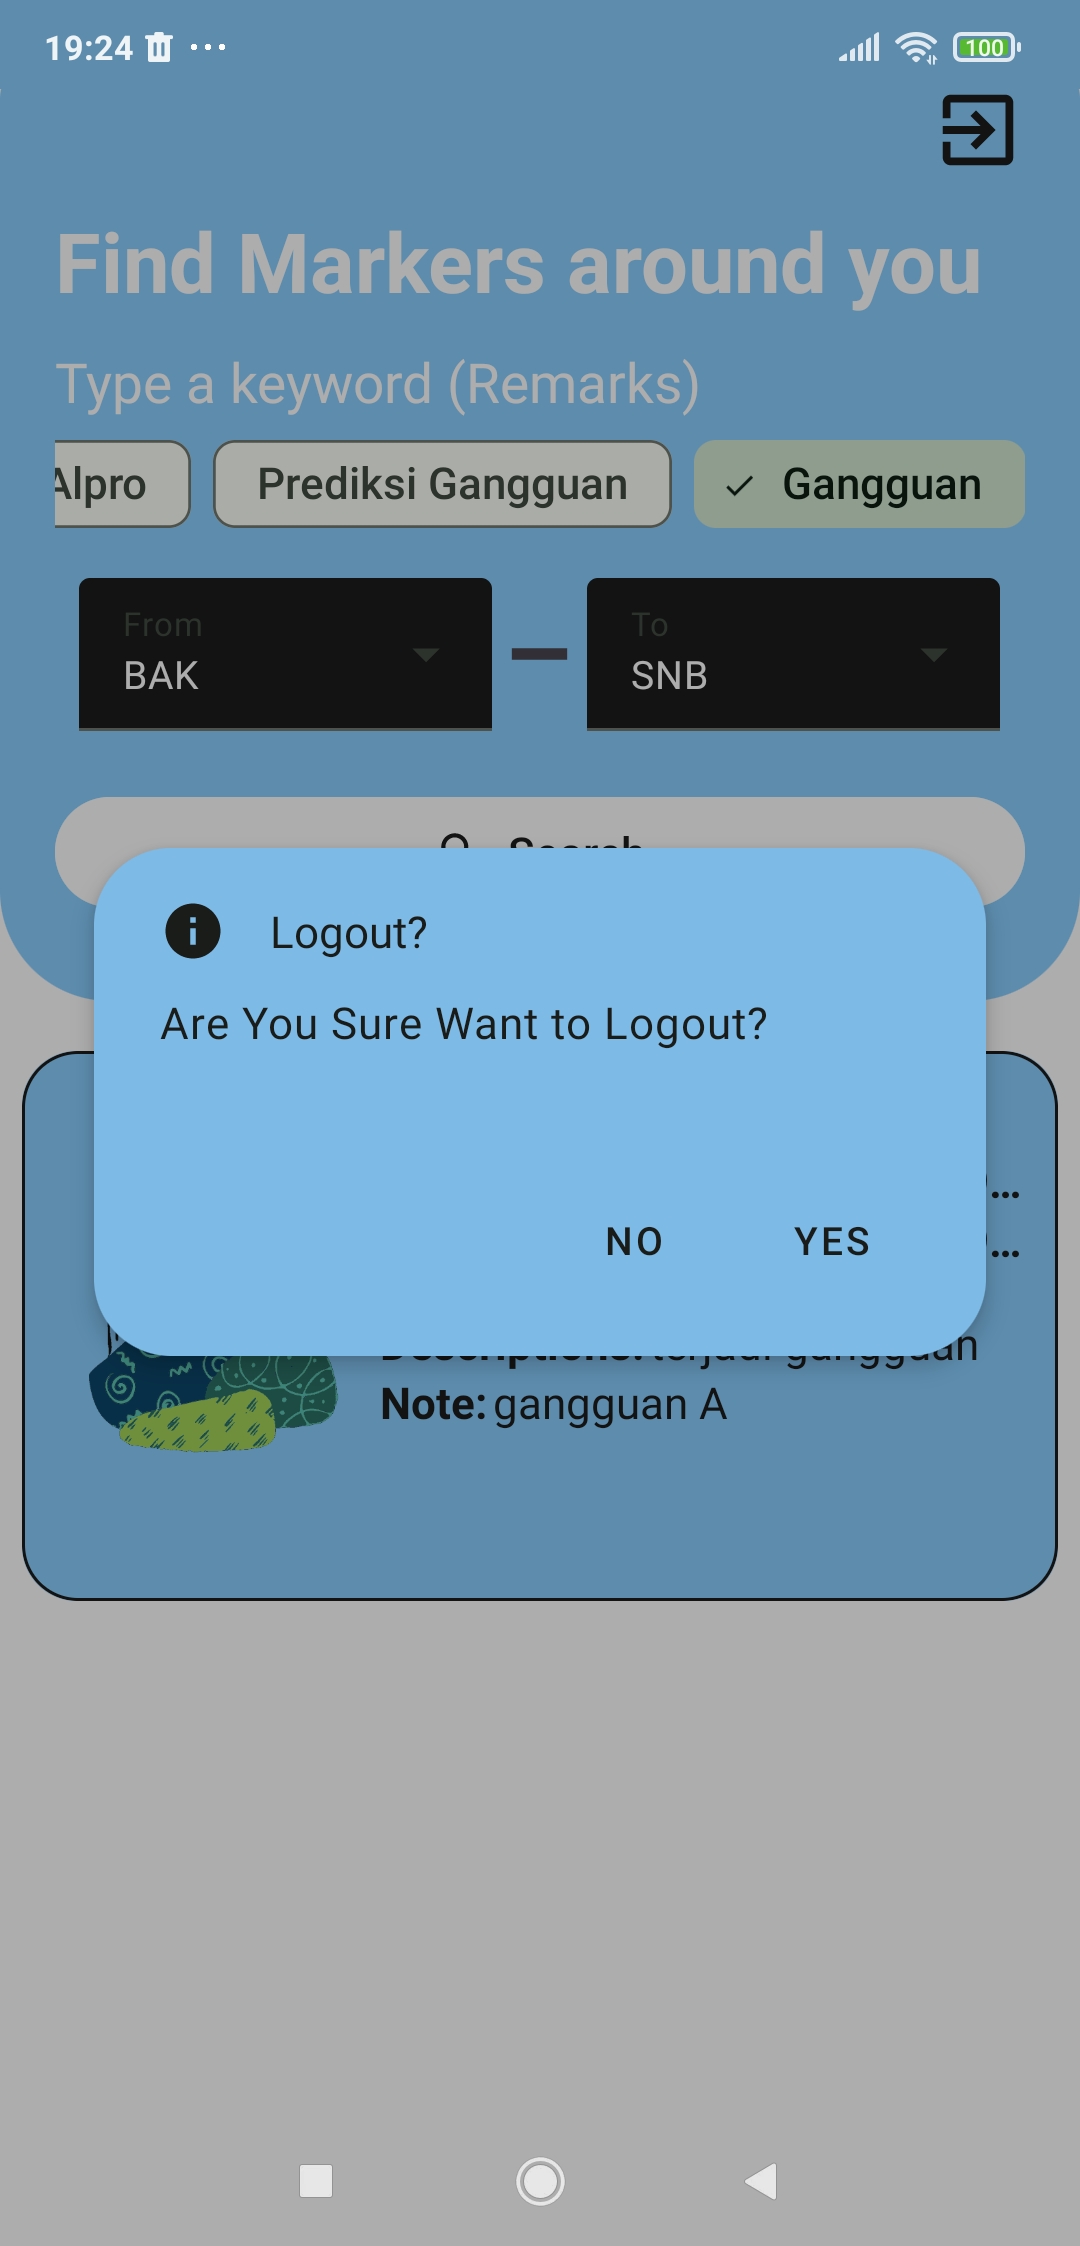 19:24
100
Find Markers around you
Type a keyword (Remarks)
Alpro
Prediksi Gangguan
Gangguan
From
BAK
To
SNB
Search
Logout?
Are You Sure Want to Logout?
...
...
NO
YES
Descriptions: terjadi gangguan
Note: gangguan A